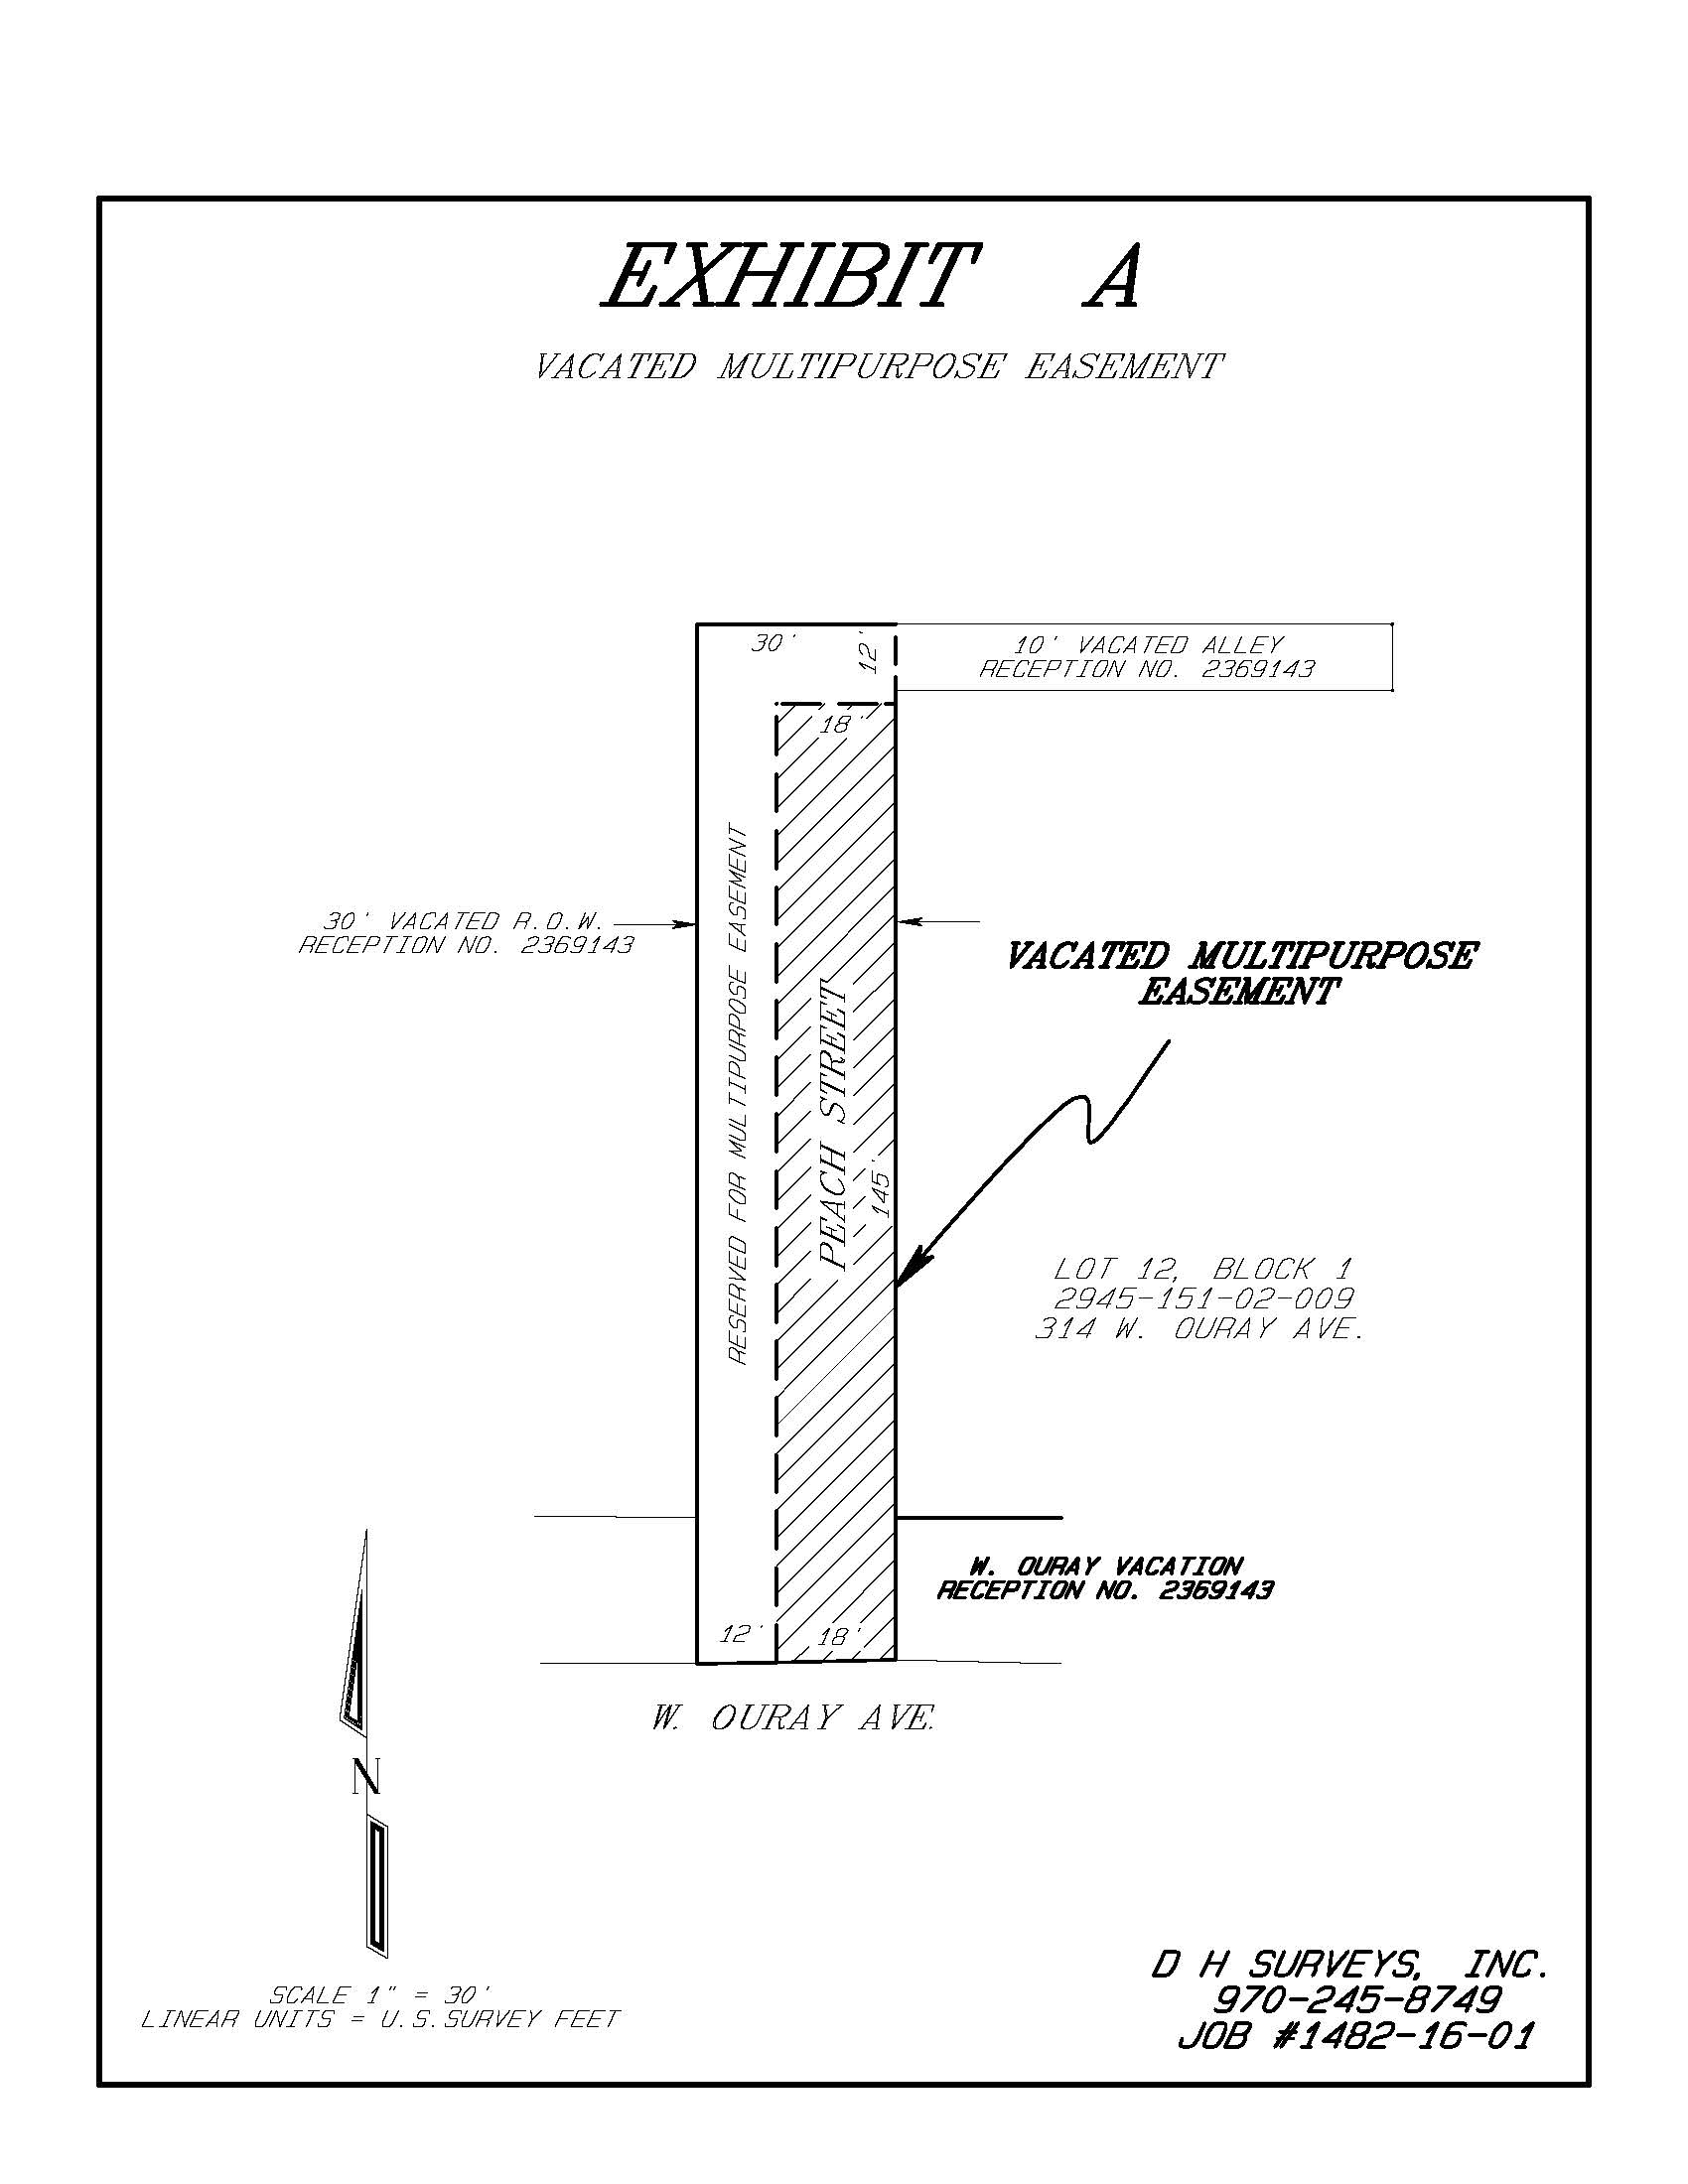 EXHIBIT A
VACATED MULTIPURPOSE EASEMENT
30'
12'
10' VACATED ALLEY
RECEPTION NO. 2369143
18'
30' VACATED R.O.W.
RECEPTION NO. 2369143
RESERVED FOR MULTIPURPOSE EASEMENT
PEACH STREET
145'
VACATED MULTIPURPOSE
EASEMENT
LOT 12, BLOCK 1
2945-151-02-009
314 W. OURAY AVE.
W. OURAY VACATION
RECEPTION NO. 2369143
12'
18'
W. OURAY AVE.
N
SCALE 1" = 30'
LINEAR UNITS = U.S.SURVEY FEET
D H SURVEYS, INC.
970-245-8749
JOB #1482-16-01